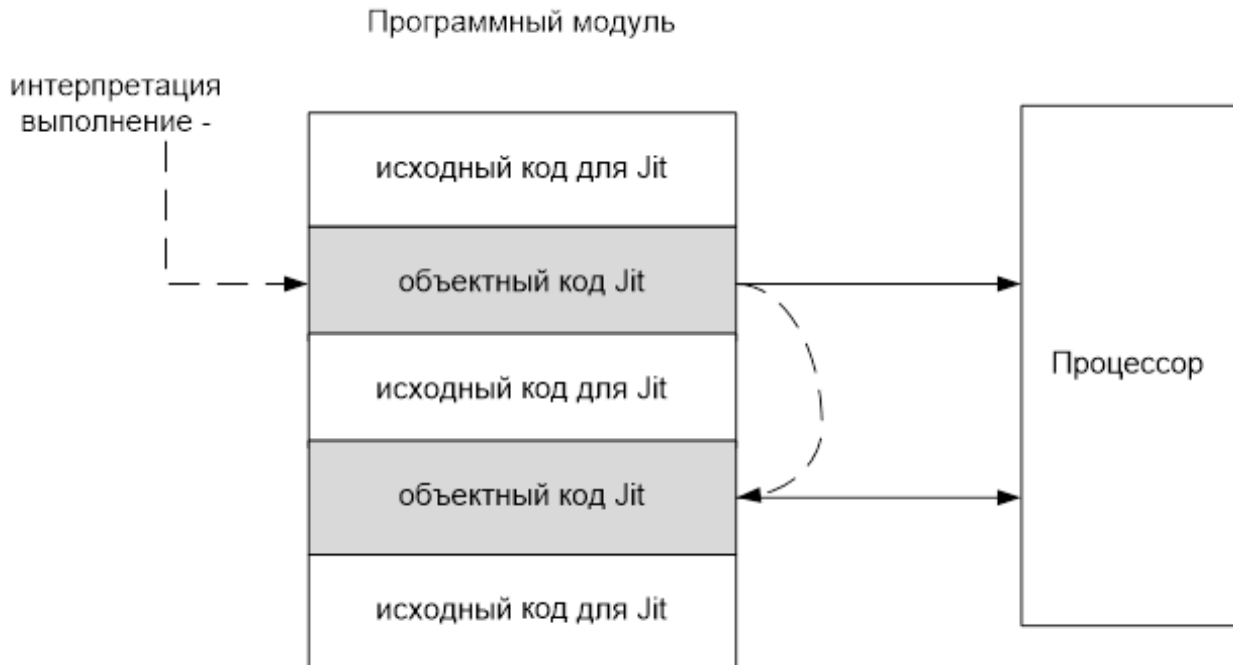 Программный модуль
интерпретация
выполнение -
исходный код для Jit
объектный код Jit
исходный код для Jit
Процессор
объектный код Jit
исходный код для Jit